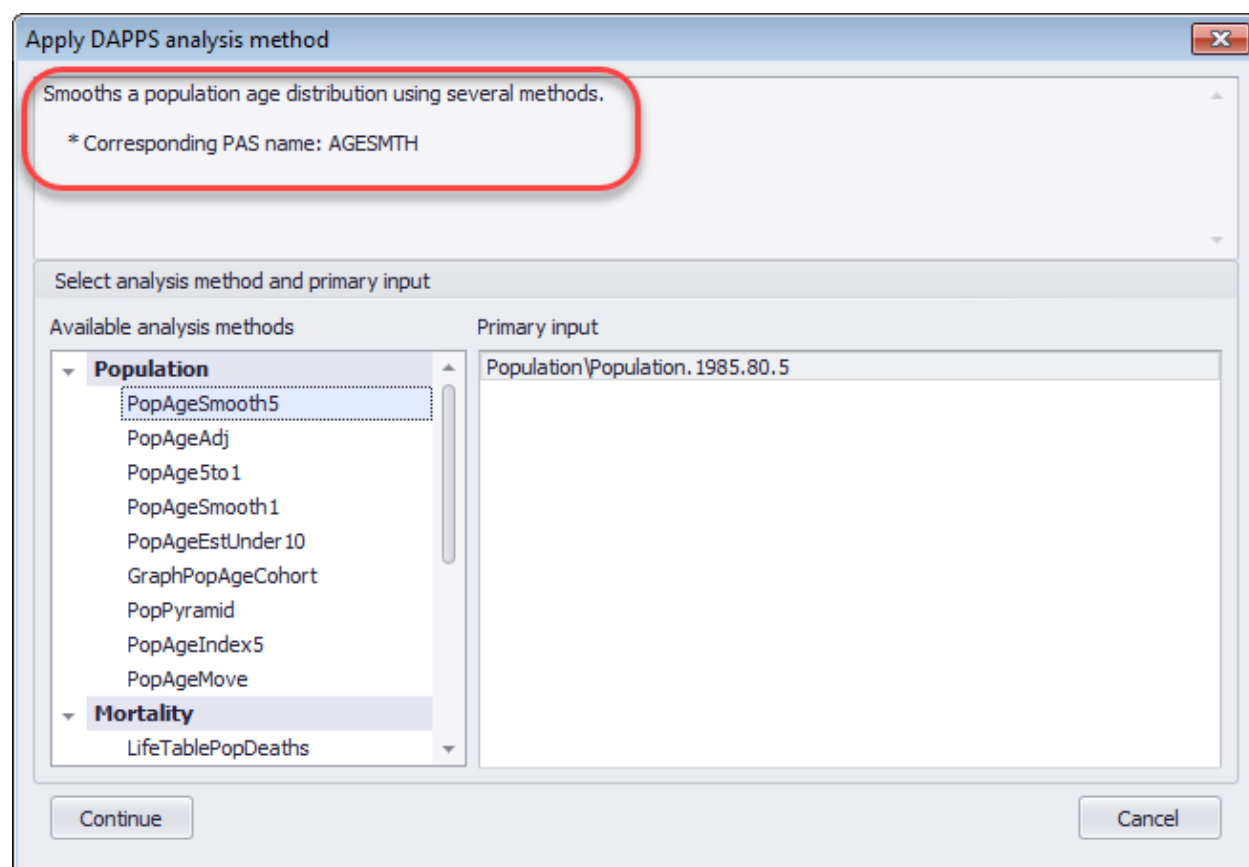 Apply DAPPS analysis method
Smooths a population age distribution using several methods.
* Corresponding PAS name: AGESMTH
Select analysis method and primary input
Available analysis methods
Primary input
Population
PopAgeSmooth5
PopAgeAdj
PopAge5to1
PopAgeSmooth1
PopAgeEstUnder10
GraphPopAgeCohort
PopPyramid
PopAgeIndex5
PopAgeMove
Mortality
LifeTablePopDeaths
Population\Population.1985.80.5
Continue
Cancel